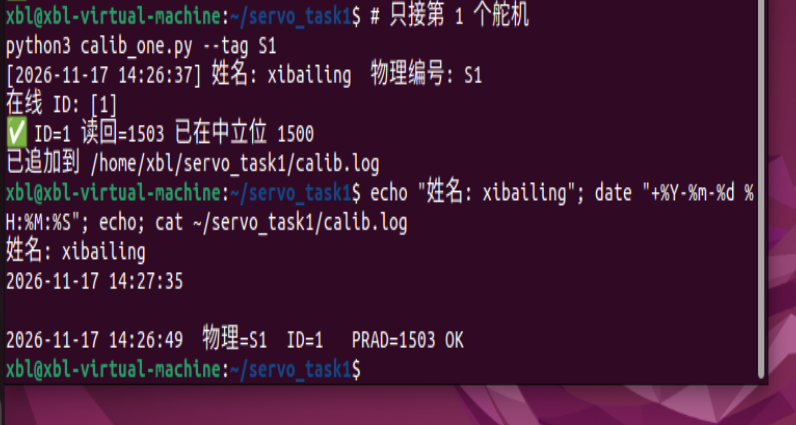 xbl@xbl-virtual-machine:~/servo_task1$ # 只接第 1 个舵机
python3 calib_one.py --tag S1
[2026-11-17 14:26:37] 姓名: xibailing  物理编号: S1
在线 ID: [1]
✅ ID=1 读回=1503 已在中立位 1500
已追加到 /home/xbl/servo_task1/calib.log
xbl@xbl-virtual-machine:~/servo_task1$ echo "姓名: xibailing"; date "+%Y-%m-%d %
H:%M:%S"; echo; cat ~/servo_task1/calib.log
姓名: xibailing
2026-11-17 14:27:35
2026-11-17 14:26:49  物理=S1  ID=1   PRAD=1503 OK
xbl@xbl-virtual-machine:~/servo_task1$